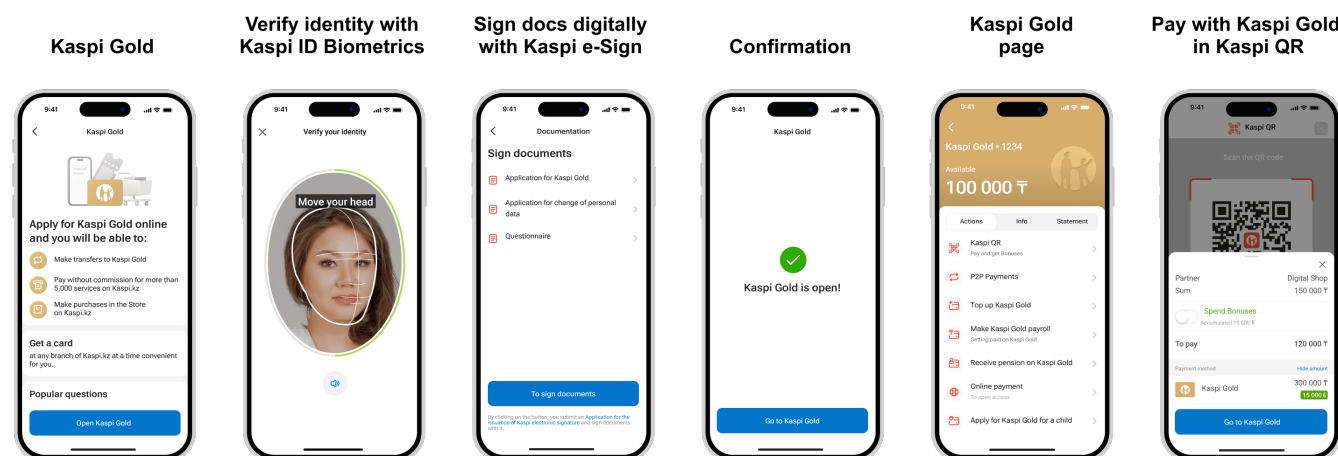 Kaspi Gold
9:41
Kaspi Gold
Apply for Kaspi Gold online
and you will be able to:
Make transfers to Kaspi Gold
Pay without commission for more than
5,000 services on Kaspi.kz
Make purchases in the Store
on Kaspi.kz
Get a card
at any branch of Kaspi.kz at a time convenient
for you.
Popular questions
Open Kaspi Gold
Verify identity with
Kaspi ID Biometrics
9:41
Verify your identity
Move your head
Sign docs digitally
with Kaspi e-Sign
9:41
Documentation
Sign documents
Application for Kaspi Gold
Application for change of personal
data
Questionnaire
To sign documents
By clicking on the button, you submit an Application for the
issuance of Kaspi electronic signature and sign documents
with it.
Confirmation
9:41
Kaspi Gold
Kaspi Gold is open!
Go to Kaspi Gold
Kaspi Gold
page
9:41
Kaspi Gold • 1234
Available
100 000 ₸
Actions Info Statement
Kaspi QR
Pay and get Bonuses
P2P Payments
Top up Kaspi Gold
Make Kaspi Gold payroll
Getting paid on Kaspi Gold
Receive pension on Kaspi Gold
Online payment
To open access
Apply for Kaspi Gold for a child
Pay with Kaspi Gold
in Kaspi QR
9:41
Kaspi QR
Scan the QR code
Partner Digital Shop
Sum 150 000 ₸
Spend Bonuses
Accumulated 15 600 Б
To pay 120 000 ₸
Payment method Hide amount
Kaspi Gold 300 000 ₸
15 000 Б
Go to Kaspi Gold